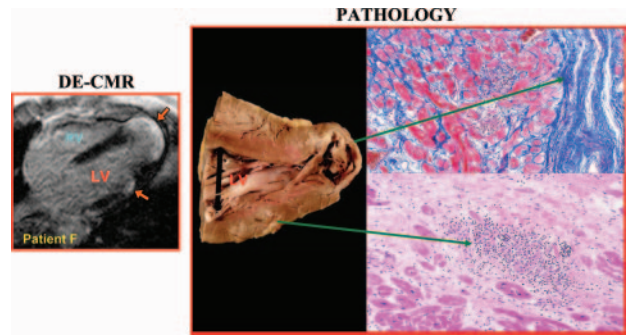 PATHOLOGY
DE-CMR
RV
LV
LV
Patient F